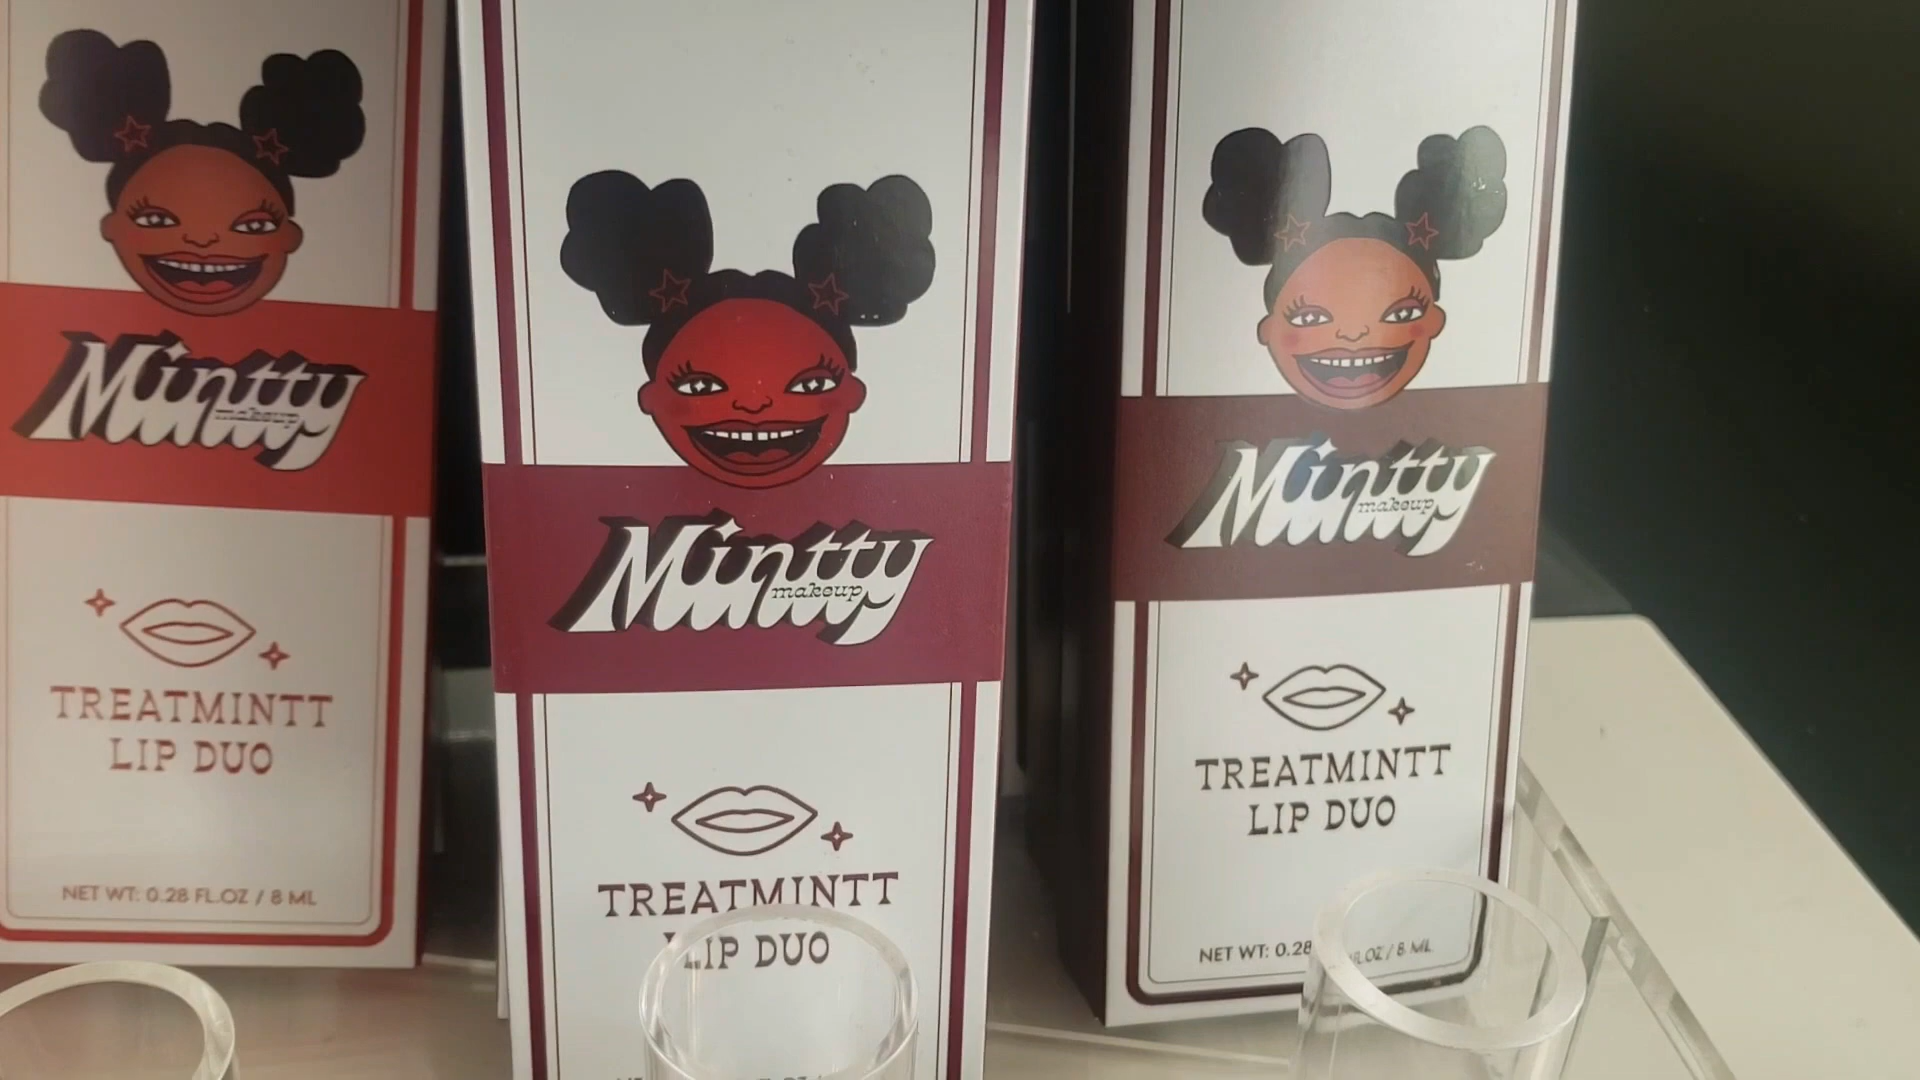 Mintty
makeup
TREATMINTT
LIP DUO
NET WT: 0.28 FL.OZ / 8 ML
Mintty
makeup
TREATMINTT
LIP DUO
Mintty
makeup
TREATMINTT
LIP DUO
NET WT: 0.28 FL.OZ / 8 ML